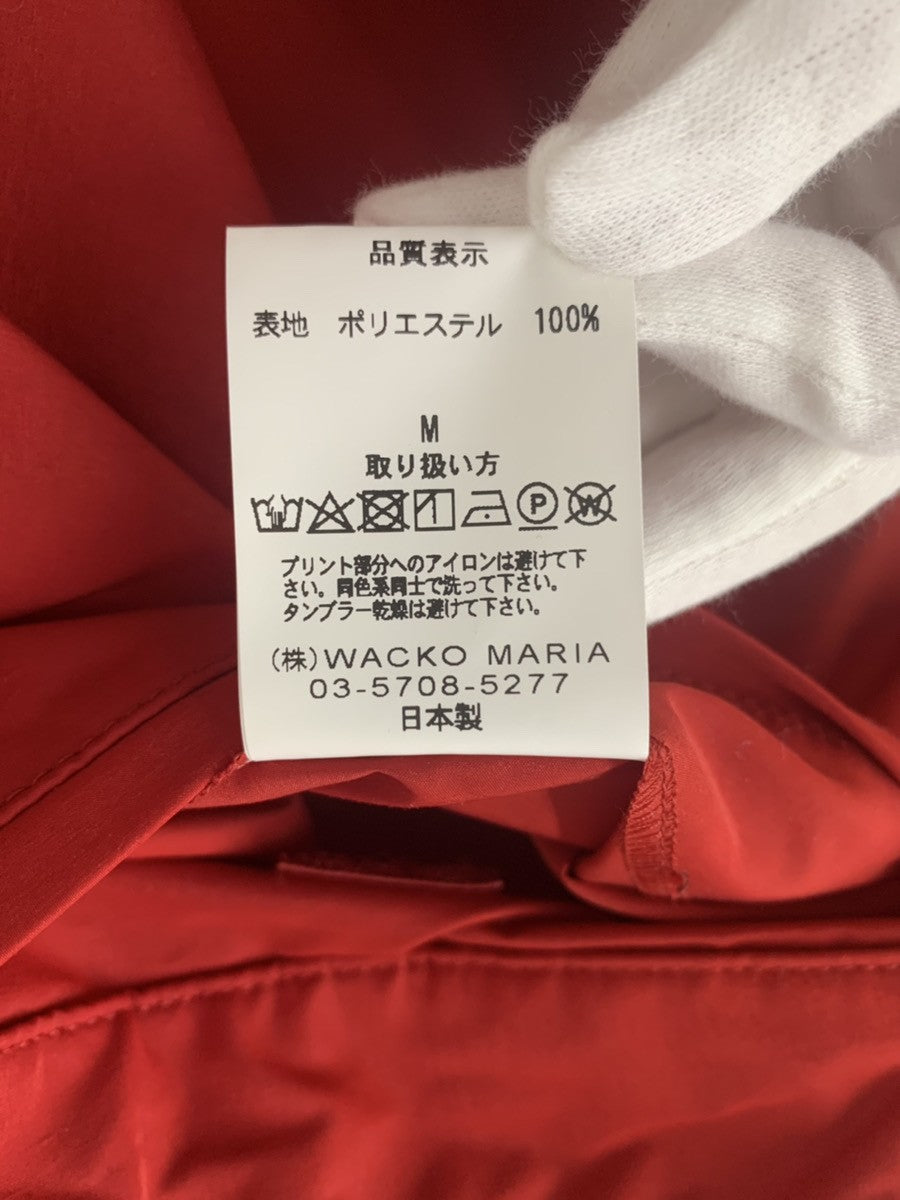 品質表示
表地 ポリエステル 100%
M
取り扱い方
P W
プリント部分へのアイロンは避けて下
さい。同色系同士で洗って下さい。
タンブラー乾燥は避けて下さい。
(株)WACKO MARIA
03-5708-5277
日本製